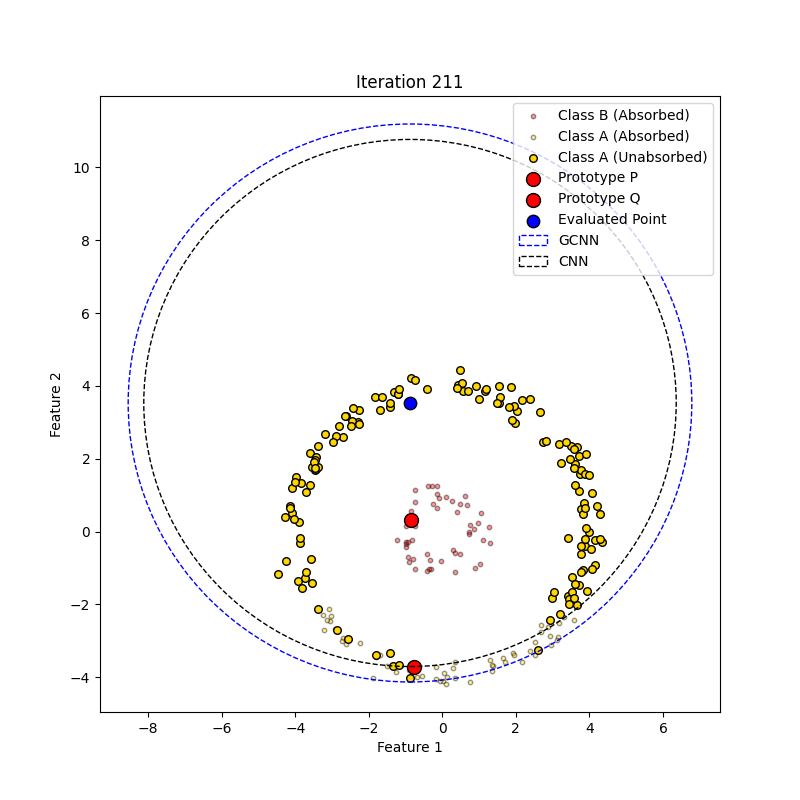 Iteration 211
Class B (Absorbed)
Class A (Absorbed)
Class A (Unabsorbed)
Prototype P
Prototype Q
Evaluated Point
GCNN
CNN
10
8
6
4
2
0
−2
−4
Feature 2
−8 −6 −4 −2 0 2 4 6
Feature 1